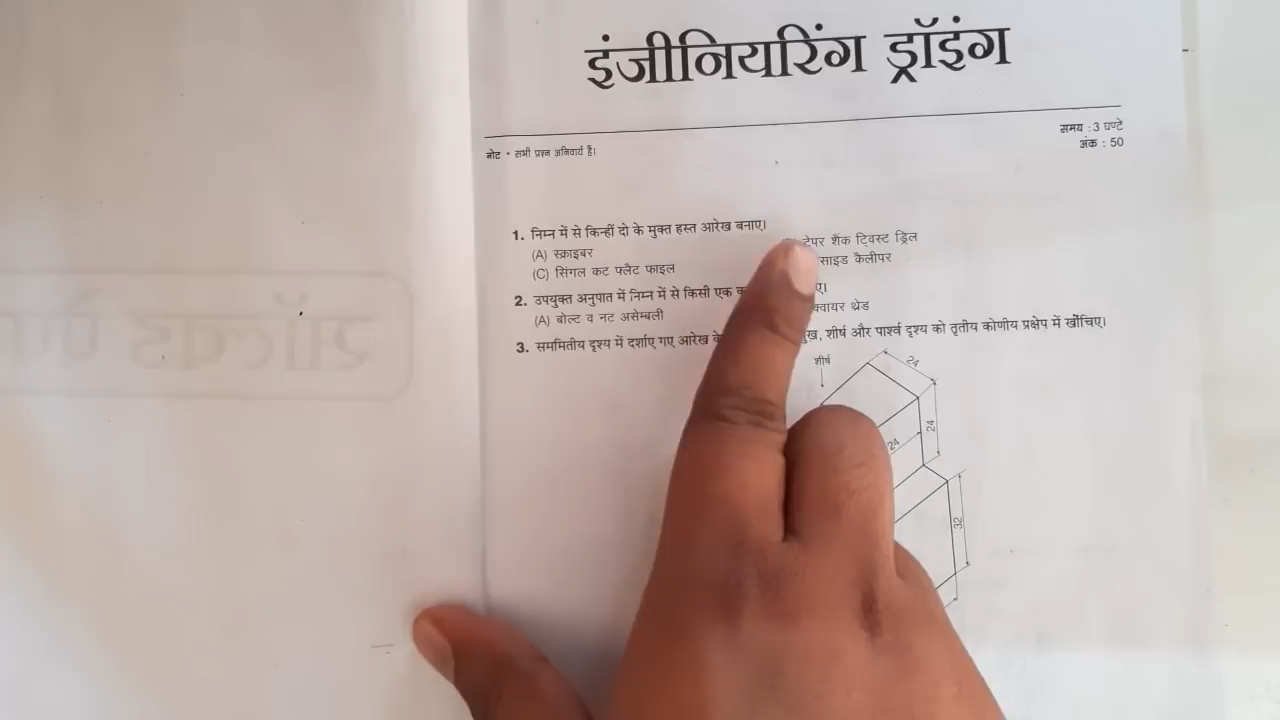 इंजीनियरिंग ड्रॉइंग
समय : 3 घण्टे
नोट • सभी प्रश्न अनिवार्य हैं।
अंक : 50
1. निम्न में से किन्हीं दो के मुक्त हस्त आरेख बनाए।
(A) स्क्राइबर
टेपर शैंक ट्विस्ट ड्रिल
(C) सिंगल कट फ्लैट फाइल
साइड कैलीपर
2. उपयुक्त अनुपात में निम्न में से किसी एक
(A) बोल्ट व नट असेम्बली
थ्रेड
3. सममितीय दृश्य में दर्शाए गए आरेख
शीर्ष और पार्श्व दृश्य को तृतीय कोणीय प्रक्षेप में खींचिए।
शीर्ष
24
24
24
32